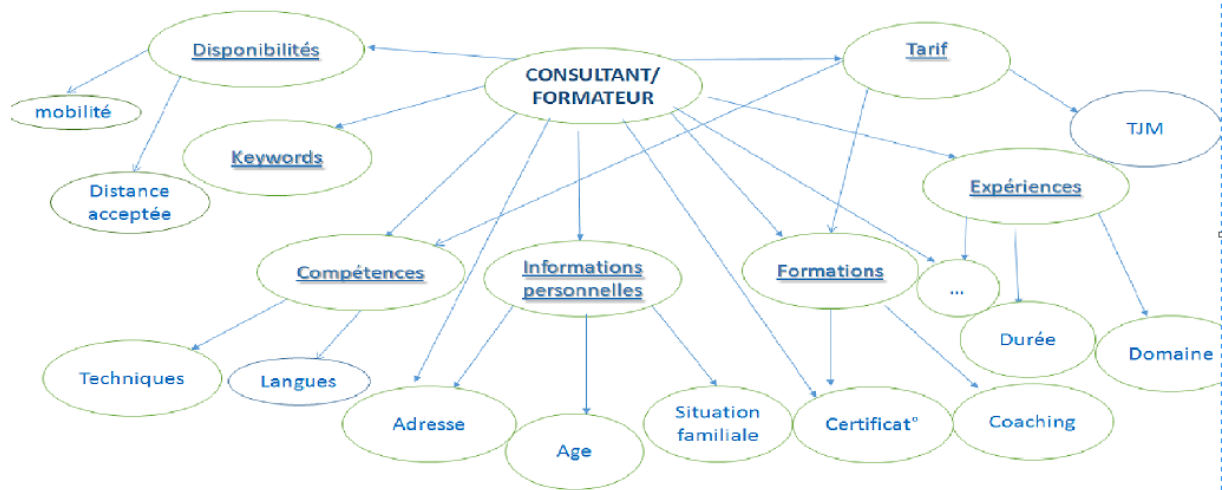 Disponibilités
Tarif
CONSULTANT/
FORMATEUR
mobilité
TJM
Keywords
Distance
acceptée
Expériences
Compétences
Informations
personnelles
Formations
...
Durée
Domaine
Techniques
Langues
Adresse
Age
Situation
familiale
Certificat°
Coaching